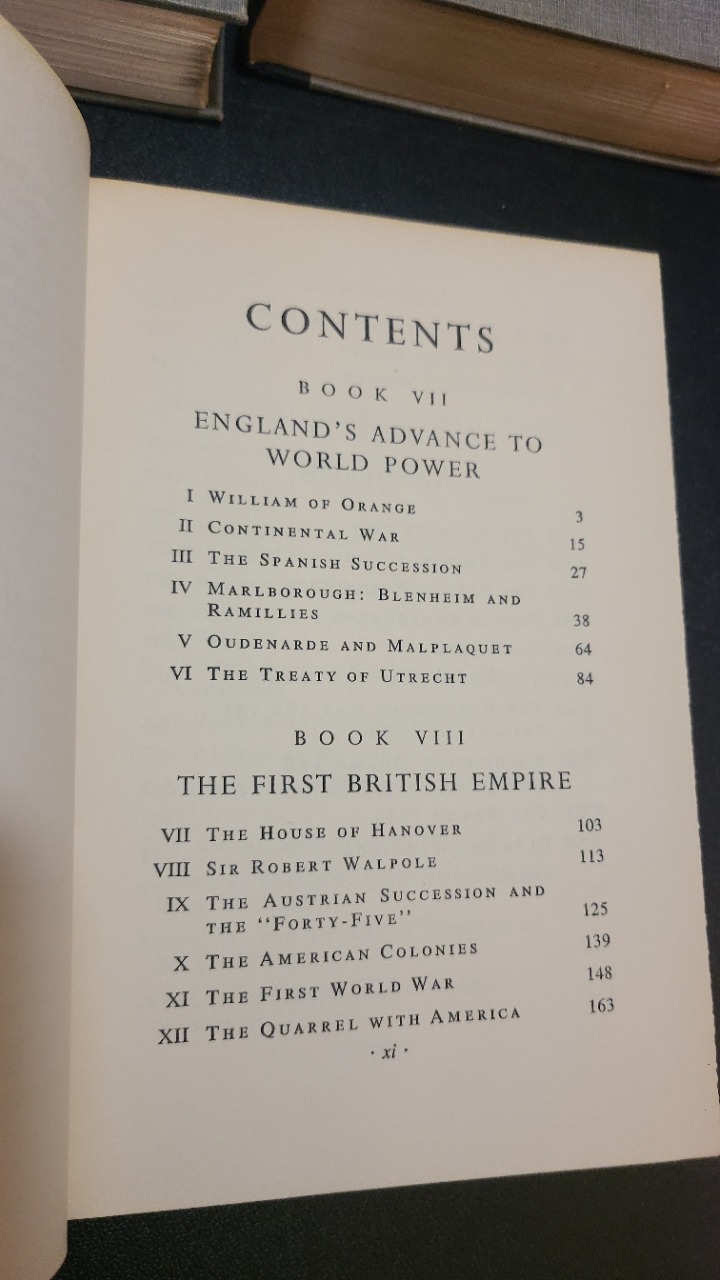 CONTENTS
BOOK VII
ENGLAND'S ADVANCE TO
WORLD POWER
I WILLIAM OF ORANGE 3
II CONTINENTAL WAR 15
III THE SPANISH SUCCESSION 27
IV MARLBOROUGH: BLENHEIM AND
RAMILLIES 38
V OUDENARDE AND MALPLAQUET 64
VI THE TREATY OF UTRECHT 84
BOOK VIII
THE FIRST BRITISH EMPIRE
VII THE HOUSE OF HANOVER 103
VIII SIR ROBERT WALPOLE 113
IX THE AUSTRIAN SUCCESSION AND
THE "FORTY-FIVE" 125
X THE AMERICAN COLONIES 139
XI THE FIRST WORLD WAR 148
XII THE QUARREL WITH AMERICA 163
· xi ·